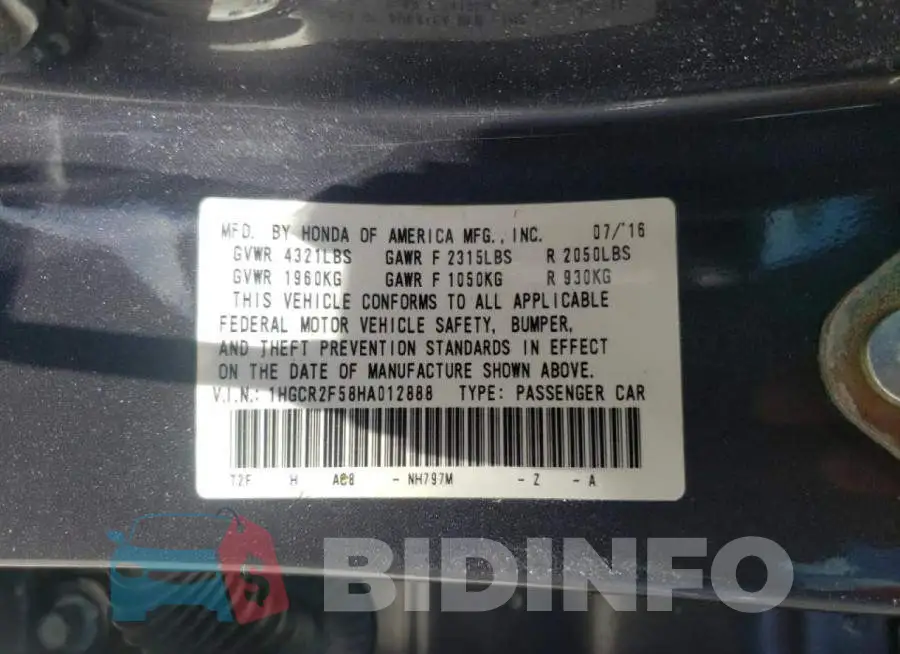 MFD. BY HONDA OF AMERICA MFG., INC. 07/'16
GVWR 4321LBS GAWR F 2315LBS R 2050LBS
GVWR 1960KG GAWR F 1050KG R 930KG
THIS VEHICLE CONFORMS TO ALL APPLICABLE
FEDERAL MOTOR VEHICLE SAFETY, BUMPER,
AND THEFT PREVENTION STANDARDS IN EFFECT
ON THE DATE OF MANUFACTURE SHOWN ABOVE.
V.I.N.: 1HGCR2F58HA012888 TYPE: PASSENGER CAR
T2F H - NH797M - Z - A
$ BIDINFO